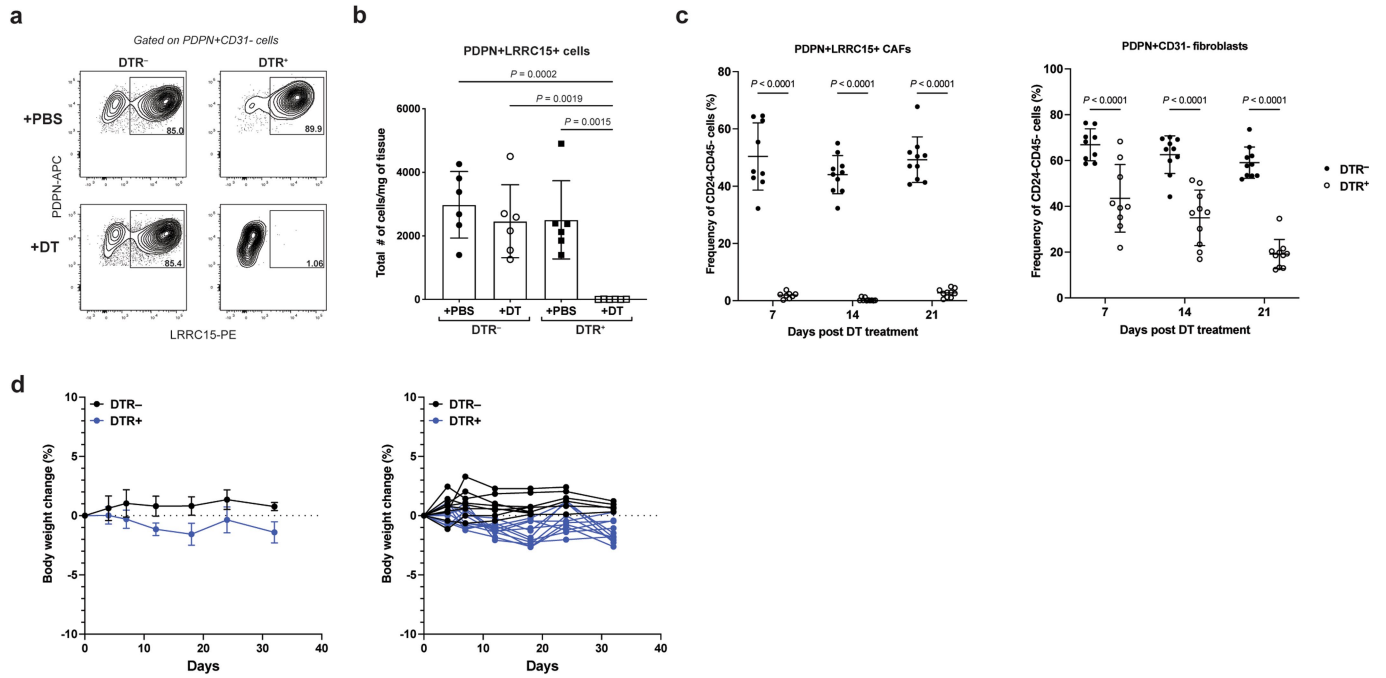 a
Gated on PDPN+CD31- cells
DTR⁻
DTR⁺
+PBS
85.0
89.9
PDPN-APC
+DT
85.4
1.06
LRRC15-PE
b
PDPN+LRRC15+ cells
P = 0.0002
P = 0.0019
P = 0.0015
Total # of cells/mg of tissue
6000
4000
2000
0
+PBS
+DT
+PBS
+DT
DTR⁻
DTR⁺
c
PDPN+LRRC15+ CAFs
P < 0.0001
P < 0.0001
P < 0.0001
Frequency of CD24-CD45- cells (%)
80
60
40
20
0
7
14
21
Days post DT treatment
PDPN+CD31- fibroblasts
P < 0.0001
P < 0.0001
P < 0.0001
Frequency of CD24-CD45- cells (%)
100
80
60
40
20
0
7
14
21
Days post DT treatment
DTR⁻
DTR⁺
d
DTR–
DTR+
Body weight change (%)
10
5
0
-5
-10
0
10
20
30
40
Days
DTR–
DTR+
Body weight change (%)
10
5
0
-5
-10
0
10
20
30
40
Days